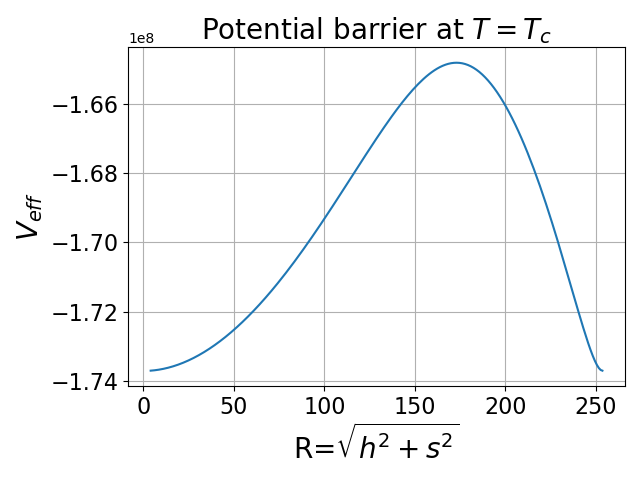 Potential barrier at T = T_c
1e8
−1.66
−1.68
−1.70
−1.72
−1.74
V_eff
0 50 100 150 200 250
R=√h² + s²